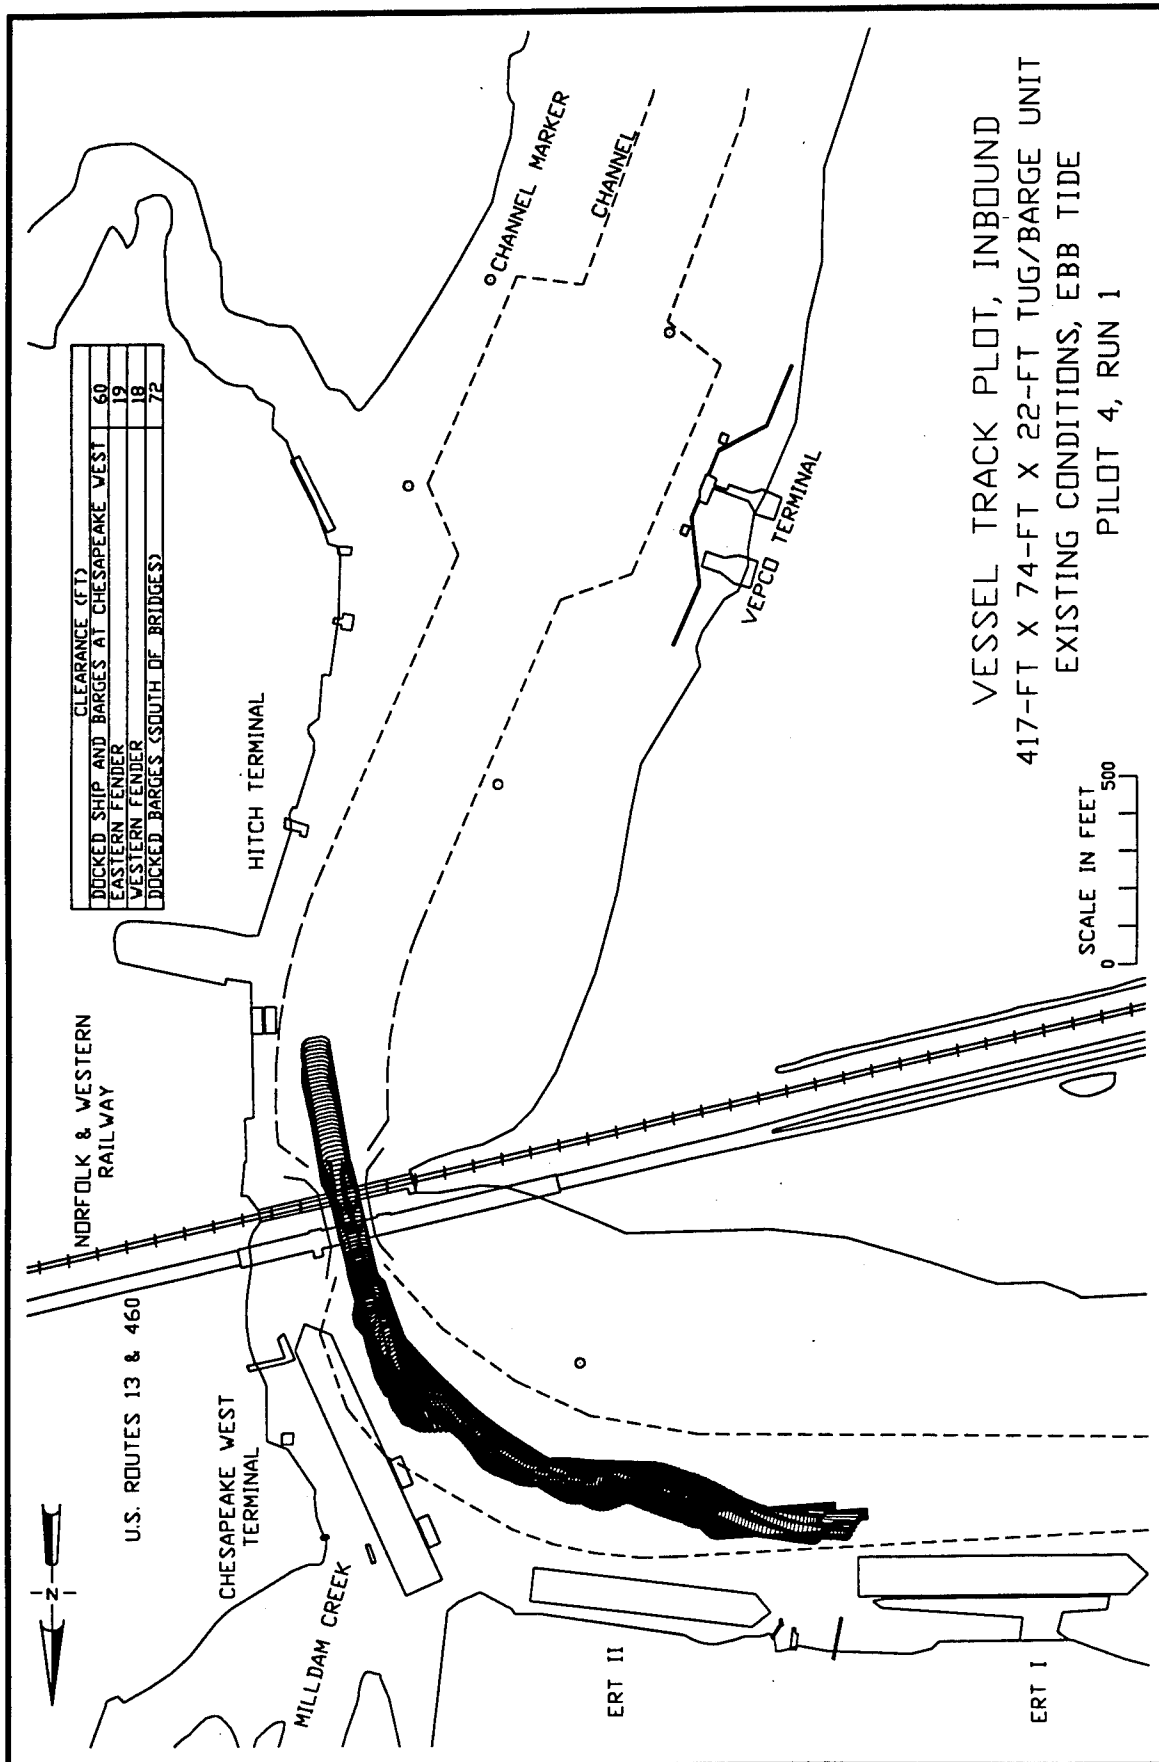 CLEARANCE (FT)
DOCKED SHIP AND BARGES AT CHESAPEAKE WEST 60
EASTERN FENDER 19
WESTERN FENDER 18
DOCKED BARGES (SOUTH OF BRIDGES) 72
N
U.S. ROUTES 13 & 460
NORFOLK & WESTERN
RAILWAY
HITCH TERMINAL
CHANNEL MARKER
CHANNEL
CHESAPEAKE WEST
TERMINAL
MILLDAM CREEK
VEPCO TERMINAL
ERT II
ERT I
SCALE IN FEET
0 500
VESSEL TRACK PLOT, INBOUND
417-FT X 74-FT X 22-FT TUG/BARGE UNIT
EXISTING CONDITIONS, EBB TIDE
PILOT 4, RUN 1